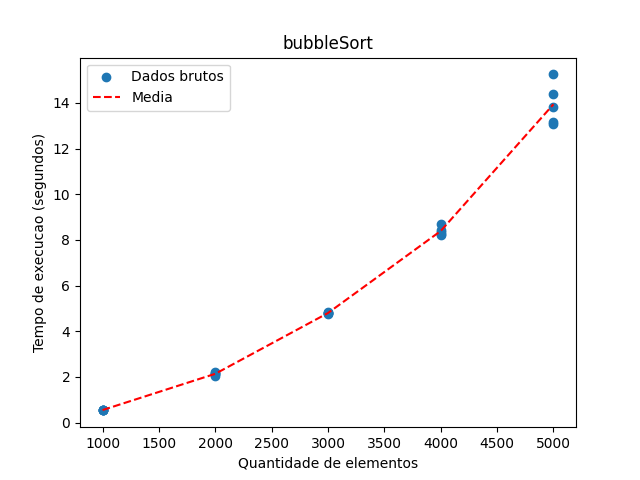 bubbleSort
Dados brutos
Media
Tempo de execucao (segundos)
14
12
10
8
6
4
2
0
1000 1500 2000 2500 3000 3500 4000 4500 5000
Quantidade de elementos